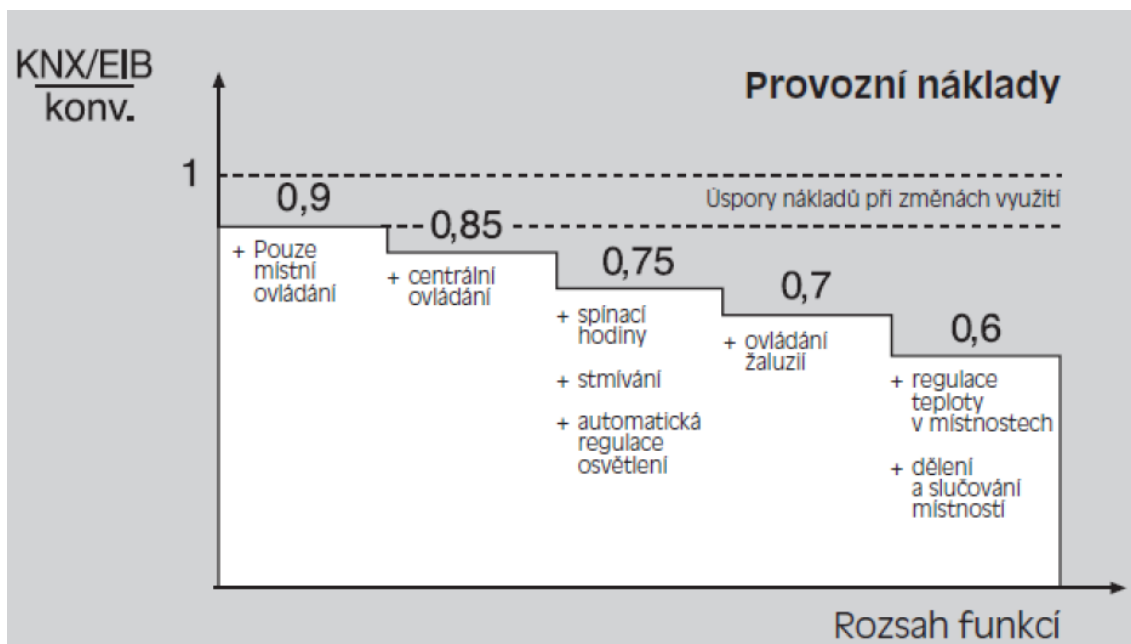 KNX/EIB
konv.
Provozní náklady
1
Úspory nákladů při změnách využití
0,9
+ Pouze
místní
ovládání
0,85
+ centrální
ovládání
0,75
+ spínací
hodiny
+ stmívání
+ automatická
regulace
osvětlení
0,7
+ ovládání
žaluzií
0,6
+ regulace
teploty
v místnostech
+ dělení
a slučování
místností
Rozsah funkcí